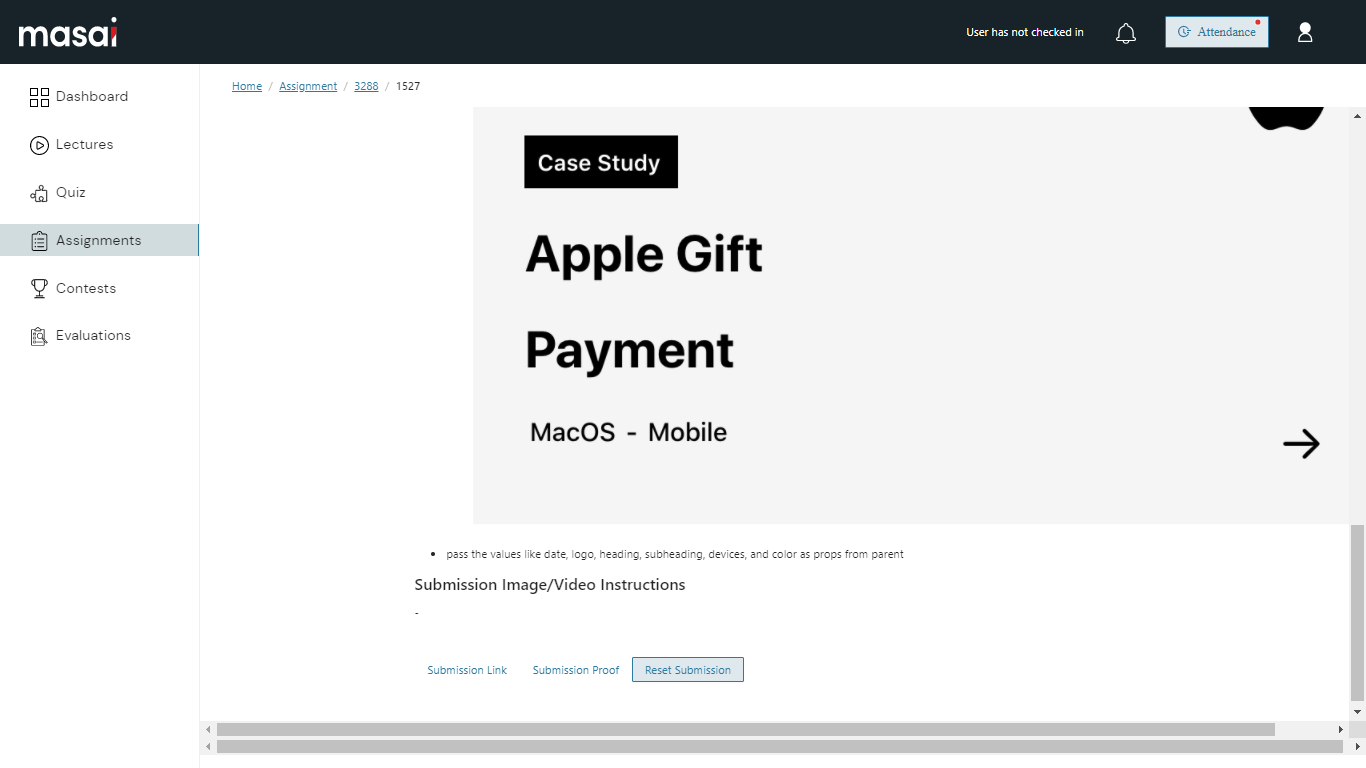 masai
User has not checked in
Attendance
Dashboard
Lectures
Quiz
Assignments
Contests
Evaluations
Home / Assignment / 3288 / 1527
Case Study
Apple Gift
Payment
MacOS - Mobile
• pass the values like date, logo, heading, subheading, devices, and color as props from parent
Submission Image/Video Instructions
-
Submission Link
Submission Proof
Reset Submission